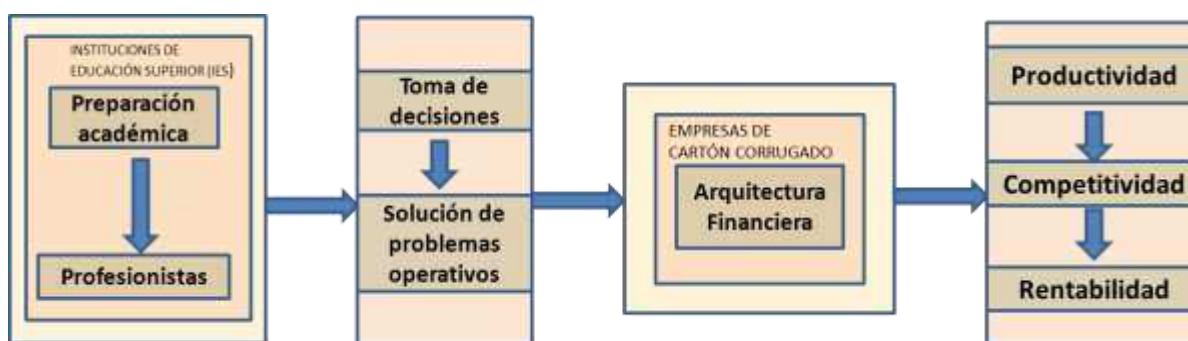 INSTITUCIONES DE
EDUCACIÓN SUPERIOR (IES)
Preparación
académica
Profesionistas
Toma de
decisiones
Solución de
problemas
operativos
EMPRESAS DE
CARTÓN CORRUGADO
Arquitectura
Financiera
Productividad
Competitividad
Rentabilidad